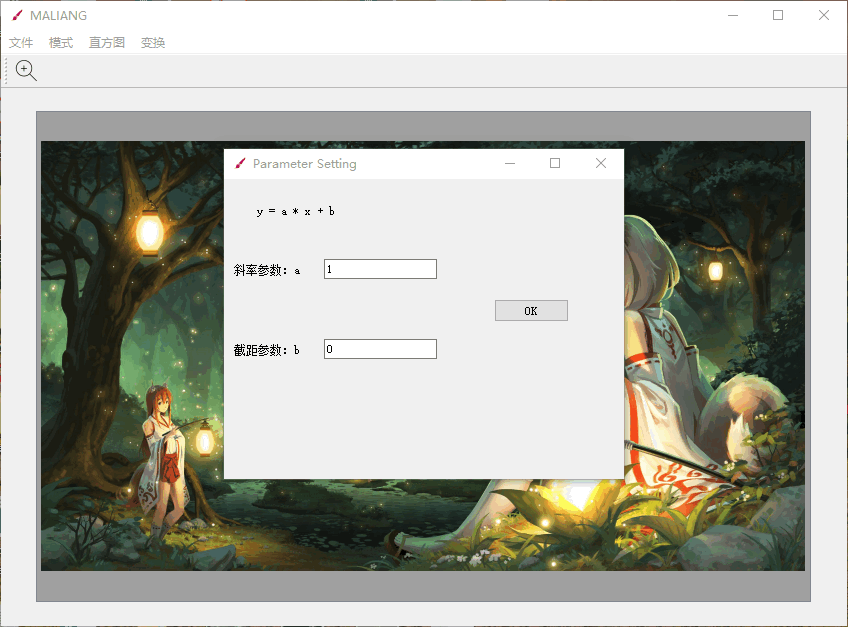 MALIANG
文件 模式 直方图 变换
Parameter Setting
y = a * x + b
斜率参数: a 1
OK
截距参数: b 0